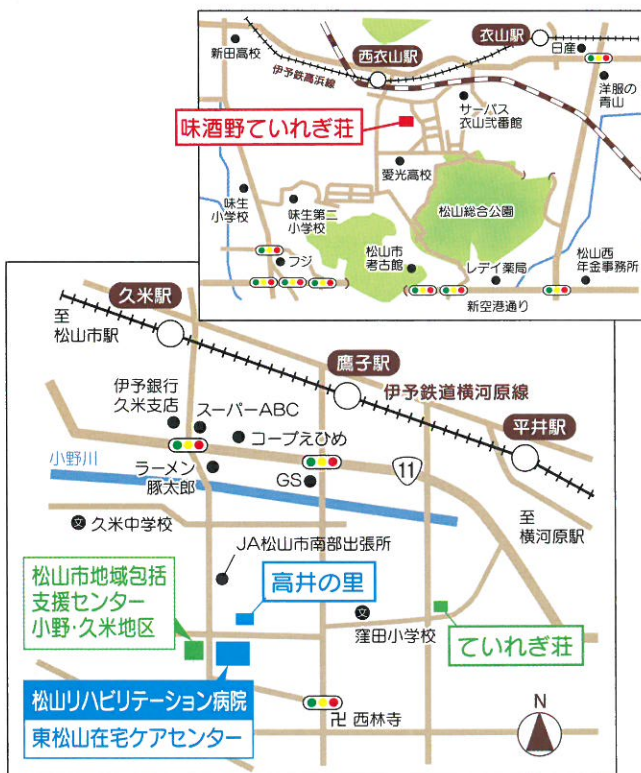 衣山駅
新田高校
西衣山駅
日産
伊予鉄高浜線
洋服の
青山
サーパス
衣山弐番館
味酒野ていれぎ荘
愛光高校
味生
小学校
味生第二
小学校
松山総合公園
フジ
松山市
考古館
レデイ薬局
松山西
年金事務所
新空港通り
久米駅
至
松山市駅
鷹子駅
伊予鉄道横河原線
伊予銀行
久米支店
スーパーABC
平井駅
コープえひめ
小野川
ラーメン
豚太郎
GS
11
文 久米中学校
至
横河原駅
JA松山市南部出張所
松山市地域包括
支援センター
小野・久米地区
高井の里
文
窪田小学校
ていれぎ荘
松山リハビリテーション病院
東松山在宅ケアセンター
卍 西林寺
N